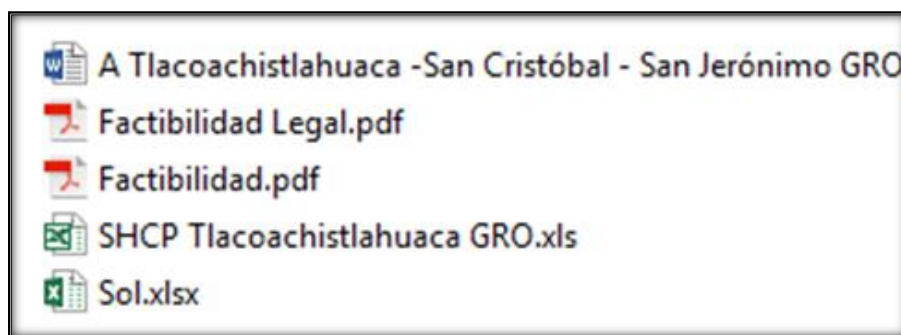 A Tlacoachistlahuaca -San Cristóbal - San Jerónimo GRO
Factibilidad Legal.pdf
Factibilidad.pdf
SHCP Tlacoachistlahuaca GRO.xls
Sol.xlsx